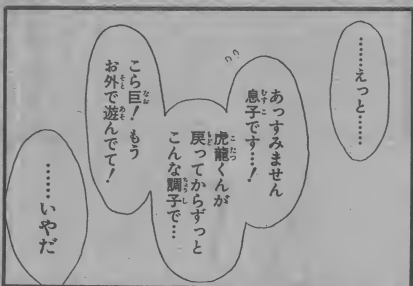 ………えっと……
あっすみません
息子です…！
虎龍くんが
戻ってからずっと
こんな調子で…
こら巨！もう
お外で遊んでて！
……いやだ